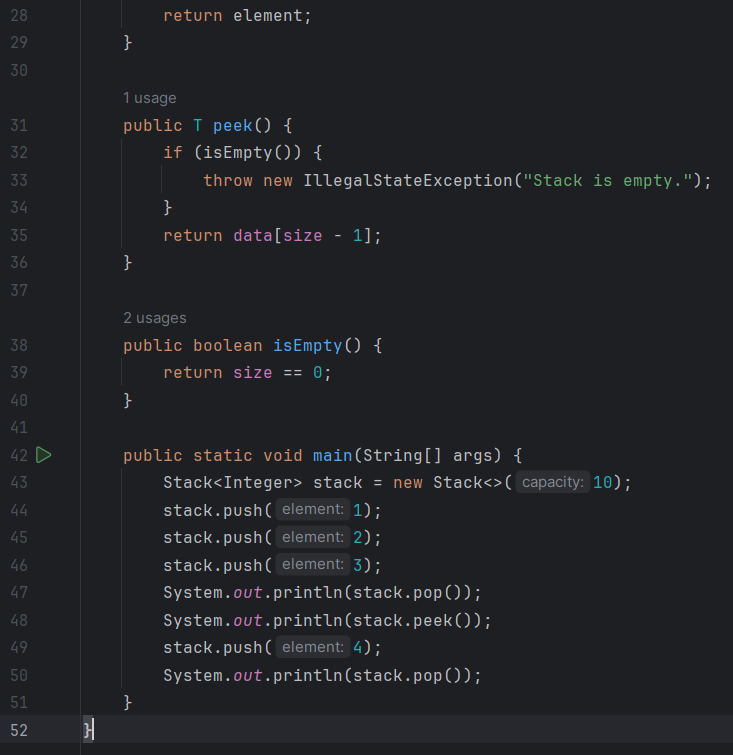 28 return element;
29 }
30
1 usage
31 public T peek() {
32 if (isEmpty()) {
33 throw new IllegalStateException("Stack is empty.");
34 }
35 return data[size - 1];
36 }
37
2 usages
38 public boolean isEmpty() {
39 return size == 0;
40 }
41
42 public static void main(String[] args) {
43 Stack<Integer> stack = new Stack<>( capacity: 10);
44 stack.push( element: 1);
45 stack.push( element: 2);
46 stack.push( element: 3);
47 System.out.println(stack.pop());
48 System.out.println(stack.peek());
49 stack.push( element: 4);
50 System.out.println(stack.pop());
51 }
52 }